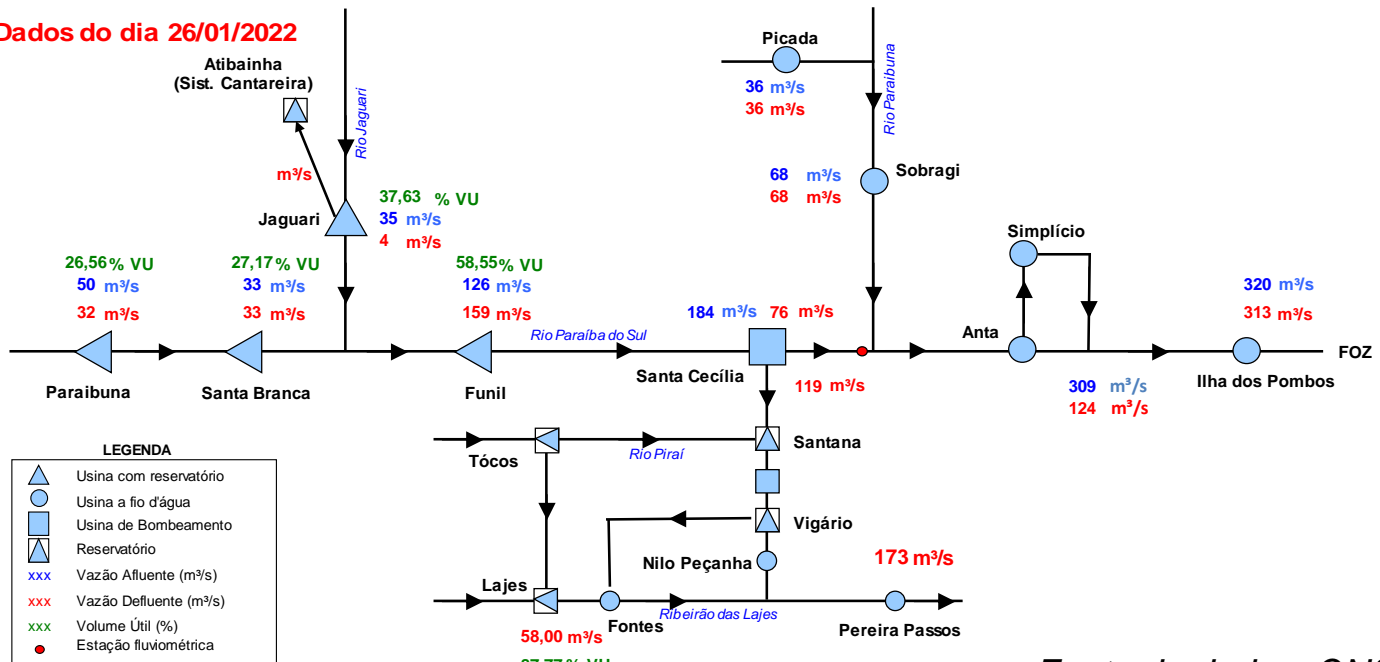 Dados do dia 26/01/2022
Atibainha
(Sist. Cantareira)
Rio Jaguari
m³/s
Jaguari
37,63 % VU
35 m³/s
4 m³/s
Picada
36 m³/s
36 m³/s
Rio Paraibuna
68 m³/s
68 m³/s
Sobragi
26,56% VU
50 m³/s
32 m³/s
Paraibuna
27,17% VU
33 m³/s
33 m³/s
Santa Branca
58,55% VU
126 m³/s
159 m³/s
Funil
Rio Paraíba do Sul
184 m³/s 76 m³/s
Santa Cecília
119 m³/s
Simplício
Anta
309 m³/s
124 m³/s
320 m³/s
313 m³/s
Ilha dos Pombos
FOZ
Tócos
Rio Piraí
Santana
Vigário
Nilo Peçanha
173 m³/s
Lajes
Fontes
Ribeirão das Lajes
Pereira Passos
58,00 m³/s
LEGENDA
Usina com reservatório
Usina a fio d'água
Usina de Bombeamento
Reservatório
xxx Vazão Afluente (m³/s)
xxx Vazão Defluente (m³/s)
xxx Volume Útil (%)
Estação fluviométrica